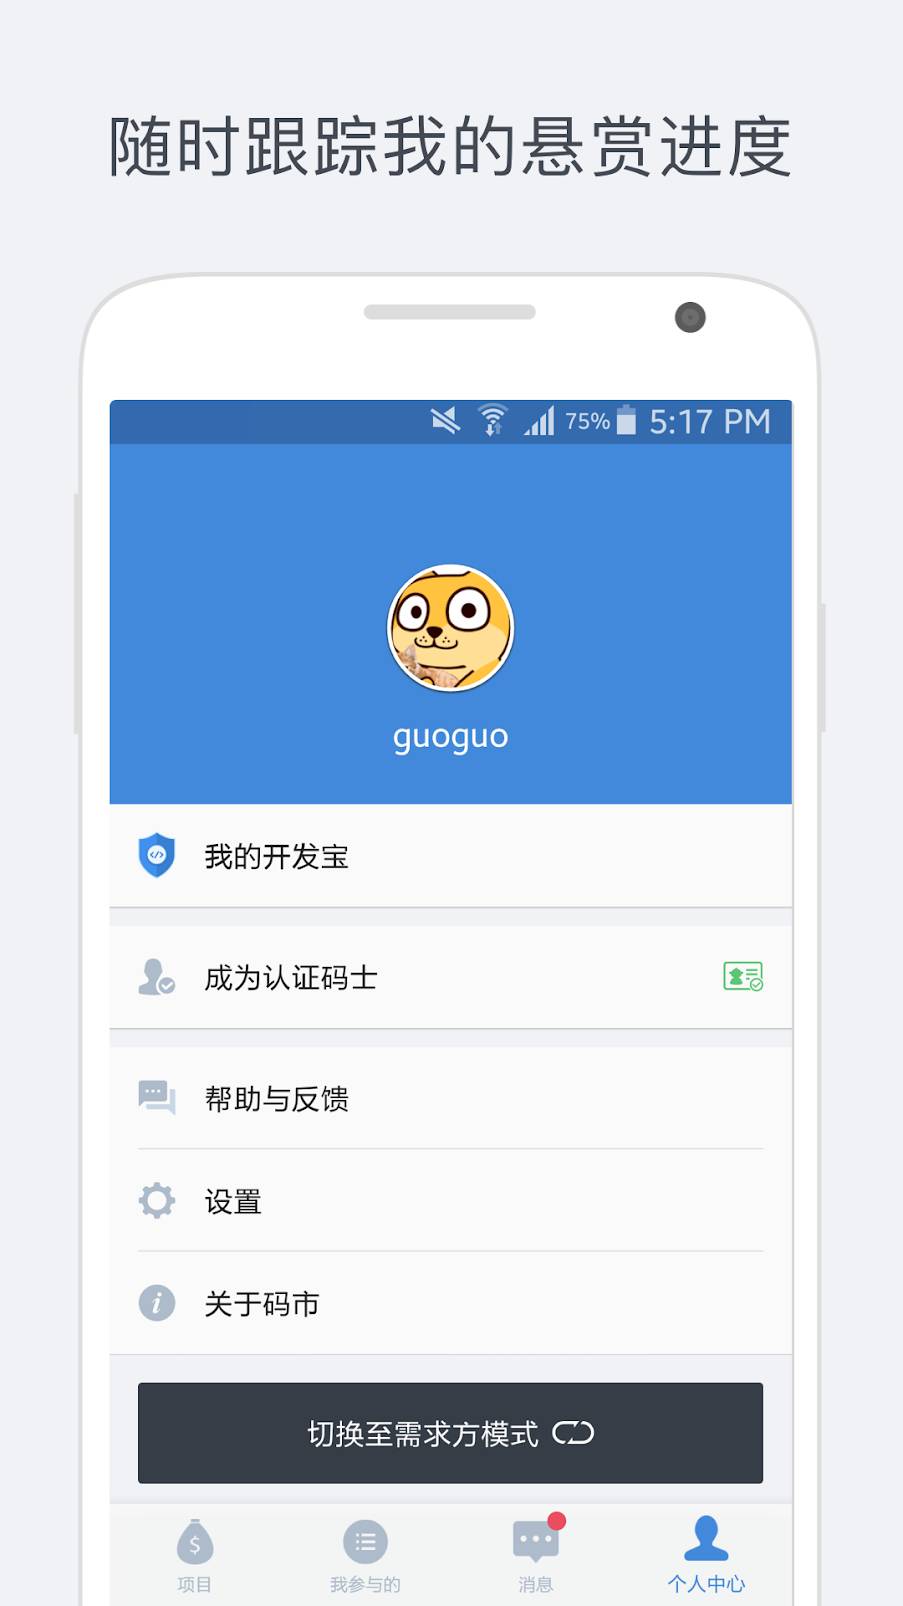 随时跟踪我的悬赏进度
75% 5:17 PM
guoguo
我的开发宝
成为认证码士
帮助与反馈
设置
关于码市
切换至需求方模式
项目 我参与的 消息 个人中心